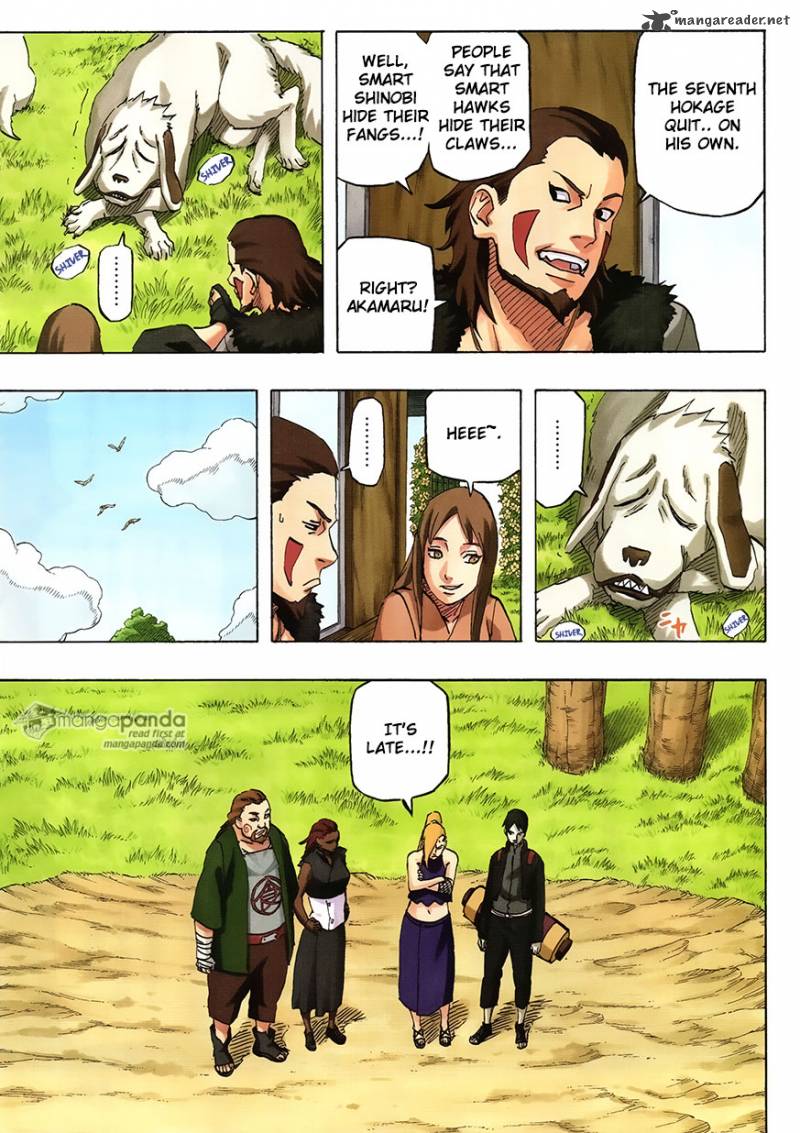 mangareader.net
THE SEVENTH
HOKAGE
QUIT.. ON
HIS OWN.
PEOPLE
SAY THAT
SMART
HAWKS
HIDE THEIR
CLAWS...
WELL,
SMART
SHINOBI
HIDE THEIR
FANGS...!
RIGHT?
AKAMARU!
SHIVER
SHIVER
.......
.......
SHIVER
ニヤ
SHIVER
HEEE~.
.......
mangapanda
read first at
mangapanda.com
IT'S
LATE...!!